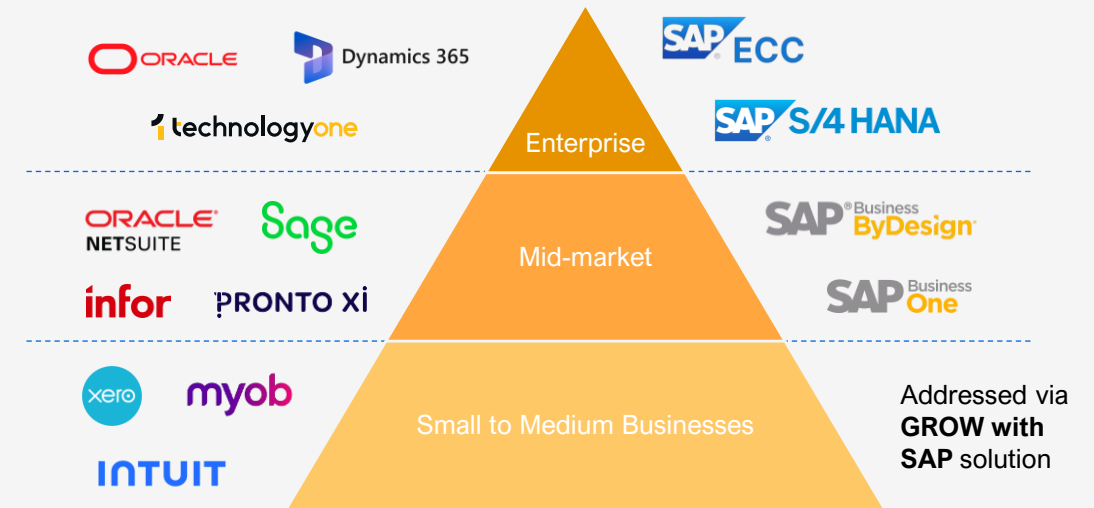 ORACLE
Dynamics 365
SAP® ECC
technologyone
SAP® S/4 HANA
Enterprise
ORACLE®
NETSUITE
Sage
SAP® Business
ByDesign
Mid-market
infor
PRONTO Xi
SAP Business
One
xero
myob
Small to Medium Businesses
Addressed via
GROW with
SAP solution
INTUIT